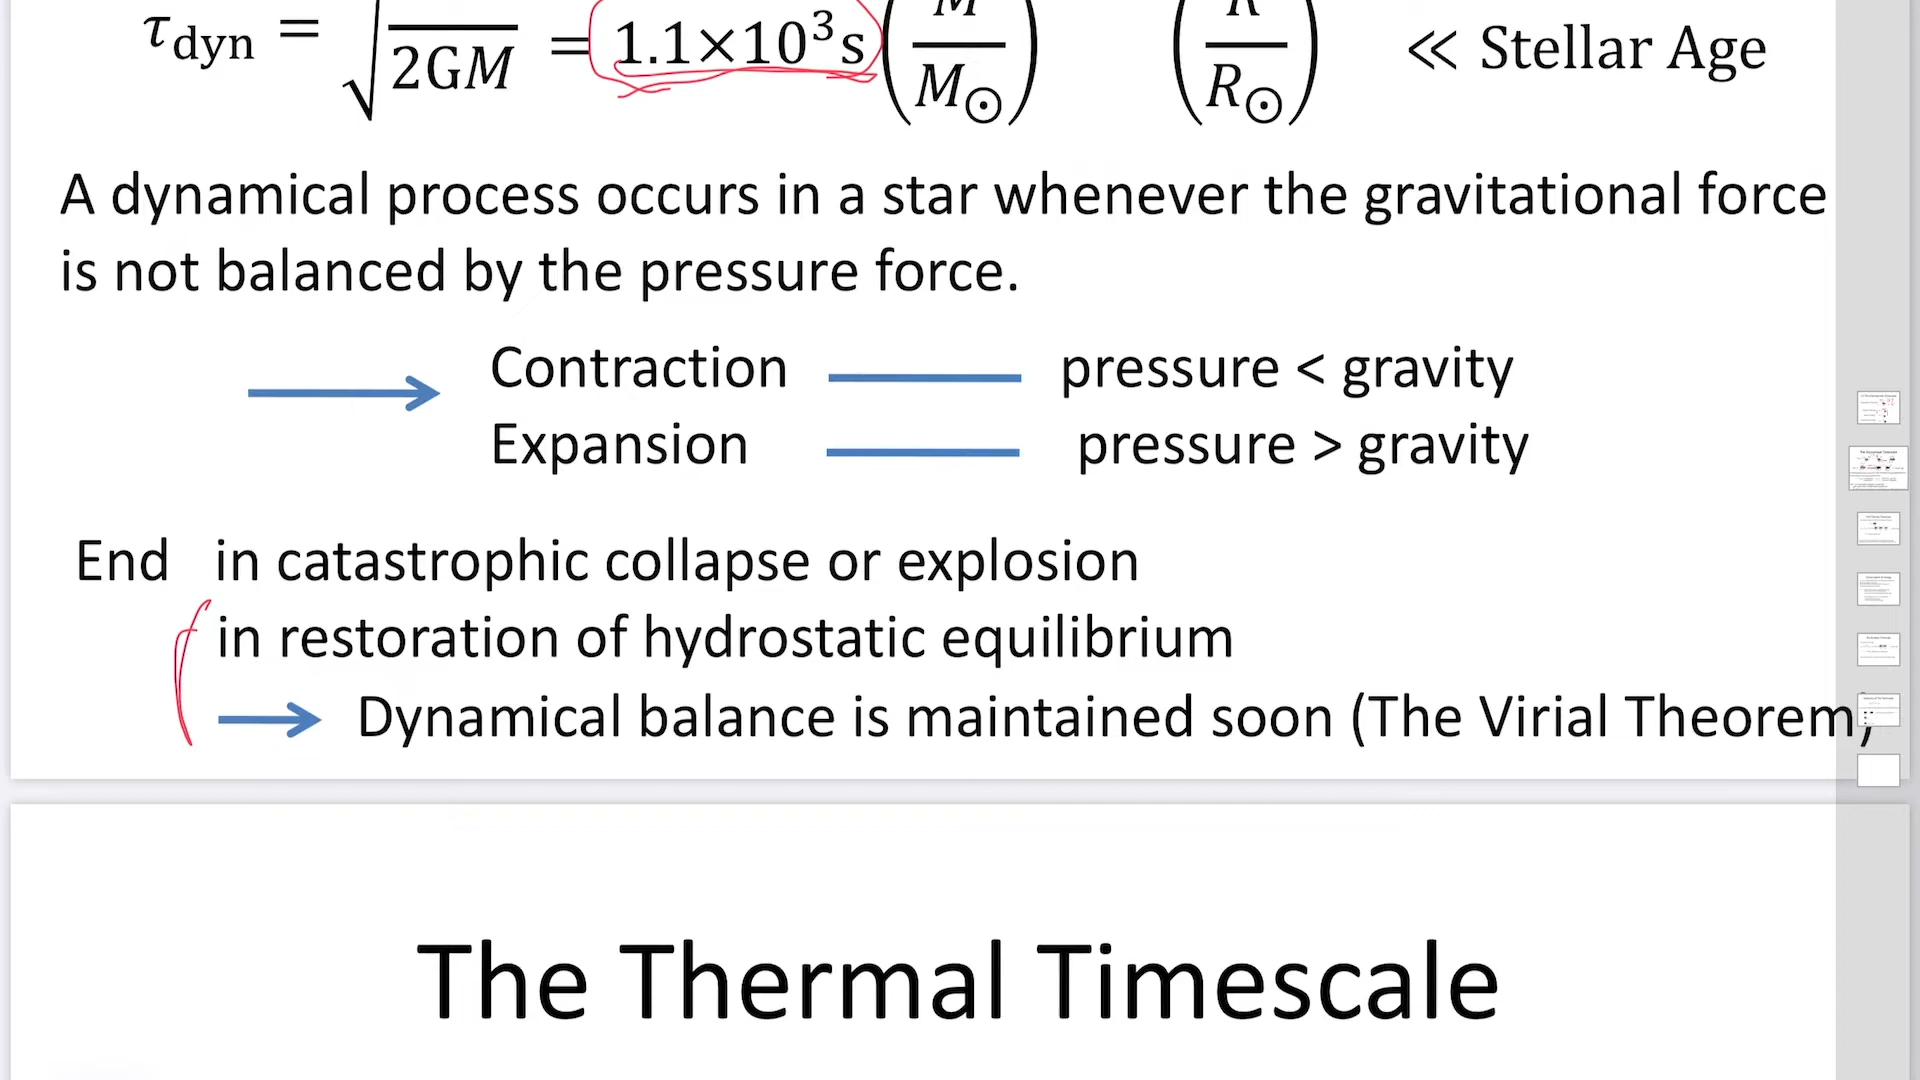 τdyn = √ 2GM = 1.1×10³s (M / M⊙) (R / R⊙) ≪ Stellar Age
A dynamical process occurs in a star whenever the gravitational force
is not balanced by the pressure force.
Contraction pressure < gravity
Expansion pressure > gravity
End in catastrophic collapse or explosion
in restoration of hydrostatic equilibrium
Dynamical balance is maintained soon (The Virial Theorem)
The Thermal Timescale